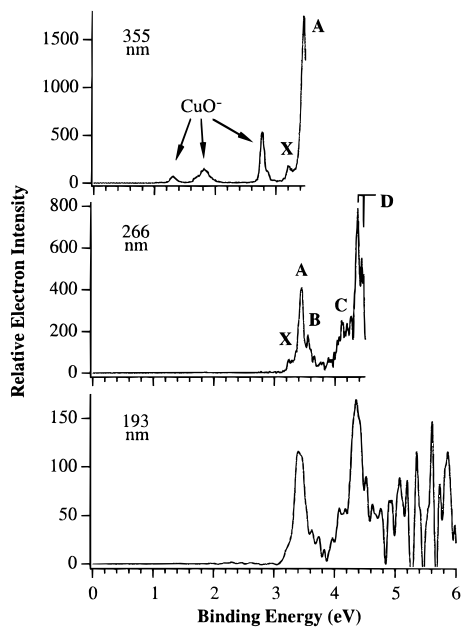 355
nm
A
1500
1000
CuO⁻
500
X
0
800
D
266
nm
600
A
400
C
B
200
X
0
193
nm
150
100
50
0
0 1 2 3 4 5 6
Binding Energy (eV)
Relative Electron Intensity